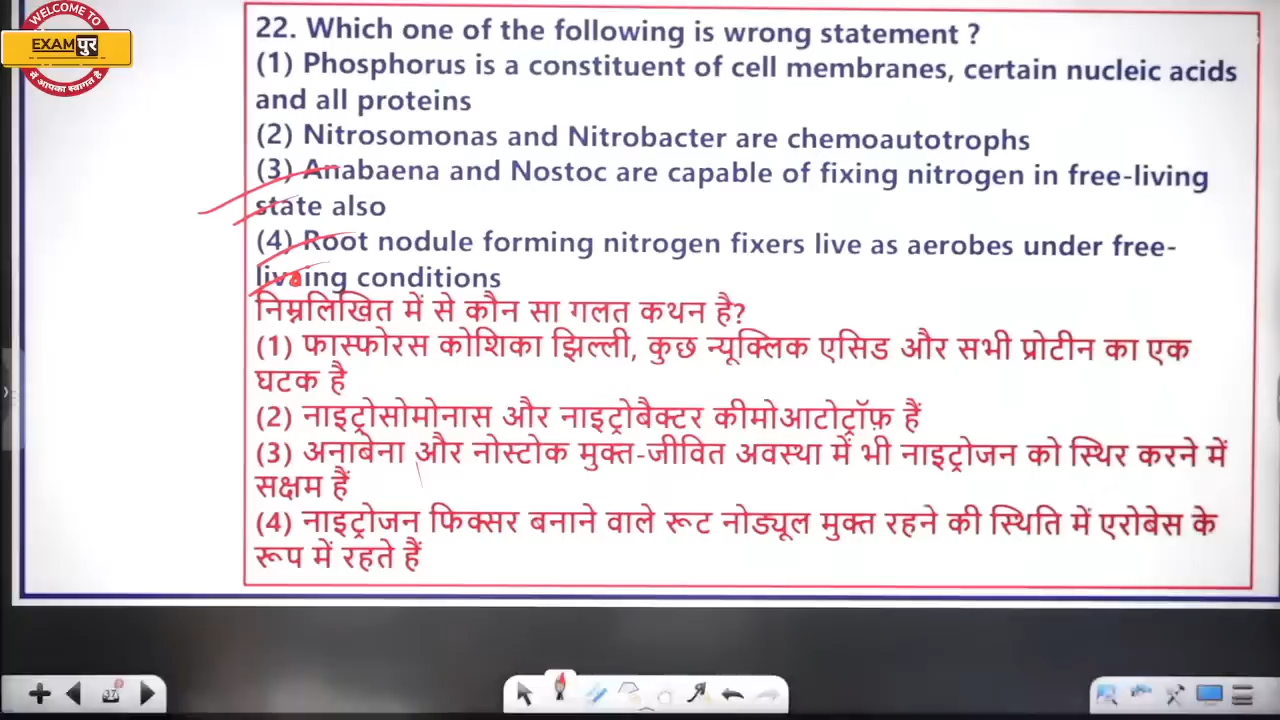 WELCOME TO
EXAMपुर
में आपका स्वागत है
22. Which one of the following is wrong statement ?
(1) Phosphorus is a constituent of cell membranes, certain nucleic acids
and all proteins
(2) Nitrosomonas and Nitrobacter are chemoautotrophs
(3) Anabaena and Nostoc are capable of fixing nitrogen in free-living
state also
(4) Root nodule forming nitrogen fixers live as aerobes under free-
livaing conditions
निम्नलिखित में से कौन सा गलत कथन है?
(1) फास्फोरस कोशिका झिल्ली, कुछ न्यूक्लिक एसिड और सभी प्रोटीन का एक
घटक है
(2) नाइट्रोसोमोनास और नाइट्रोबैक्टर कीमोआटोट्रॉफ़ हैं
(3) अनाबेना और नोस्टोक मुक्त-जीवित अवस्था में भी नाइट्रोजन को स्थिर करने में
सक्षम हैं
(4) नाइट्रोजन फिक्सर बनाने वाले रूट नोड्यूल मुक्त रहने की स्थिति में एरोबेस के
रूप में रहते हैं
37